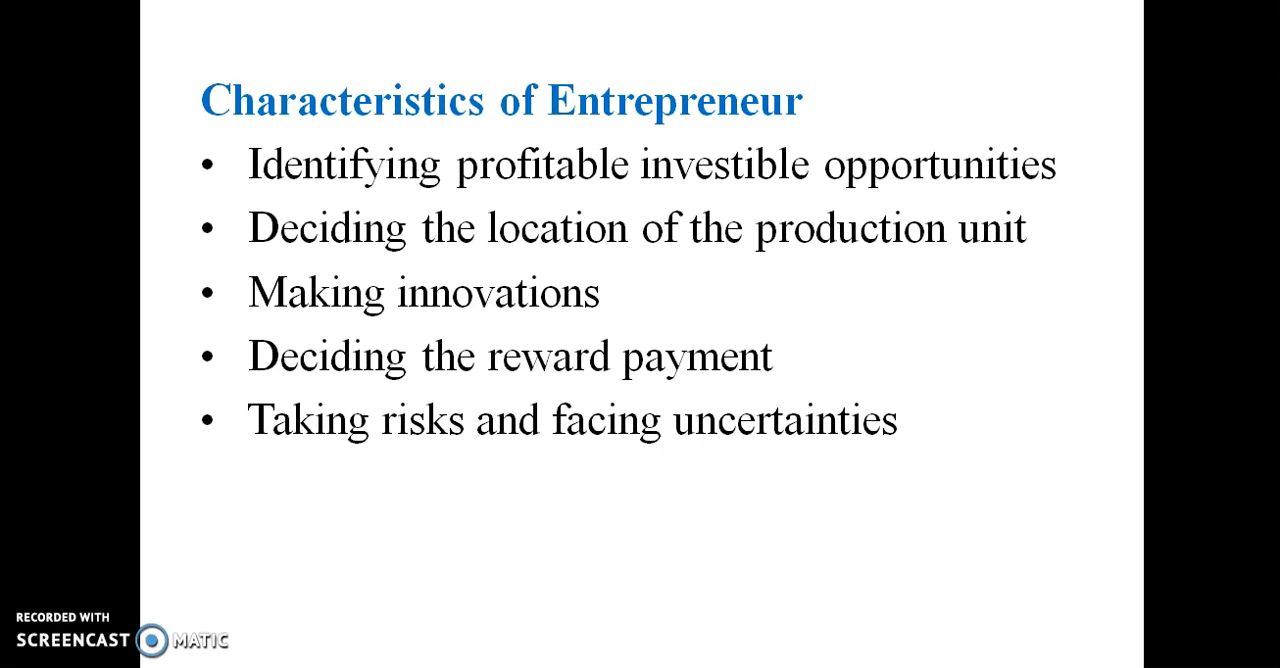 Characteristics of Entrepreneur
• Identifying profitable investible opportunities
• Deciding the location of the production unit
• Making innovations
• Deciding the reward payment
• Taking risks and facing uncertainties
RECORDED WITH
SCREENCAST MATIC